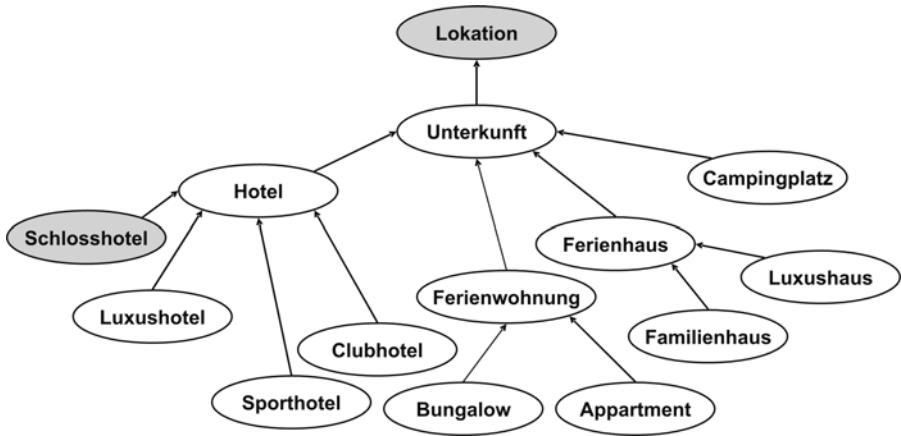 Lokation
Unterkunft
Campingplatz
Hotel
Schlosshotel
Ferienhaus
Luxushaus
Ferienwohnung
Luxushotel
Familienhaus
Clubhotel
Sporthotel
Bungalow
Appartment